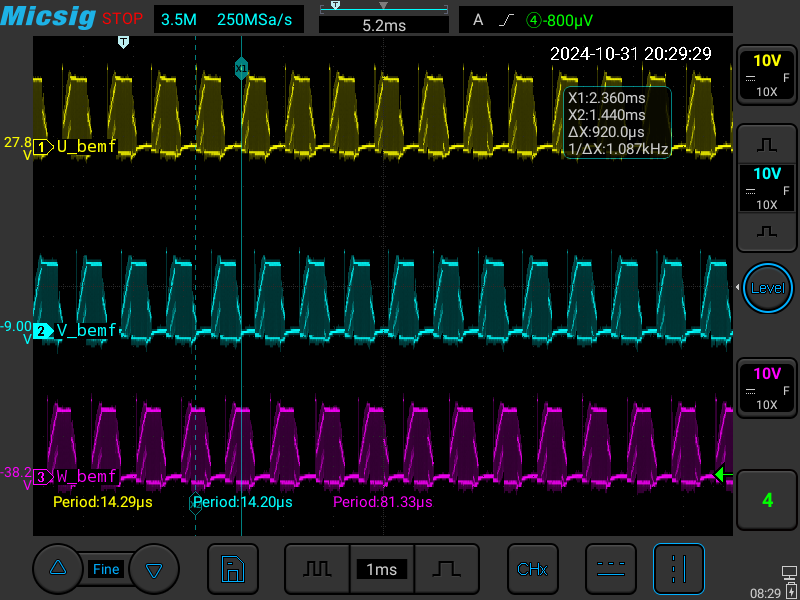 Micsig STOP 3.5M 250MSa/s T 5.2ms A ④-800μV
T
2024-10-31 20:29:29
10V
F
10X
X1
X1:2.360ms
X2:1.440ms
ΔX:920.0μs
1/ΔX:1.087kHz
27.8
V
1 U_bemf
10V
F
10X
-9.00
V
2 V_bemf
Level
10V
F
10X
-38.2
V
3 W_bemf
Period:14.29μs Period:14.20μs Period:81.33μs
4
Fine 1ms CHx
08:29